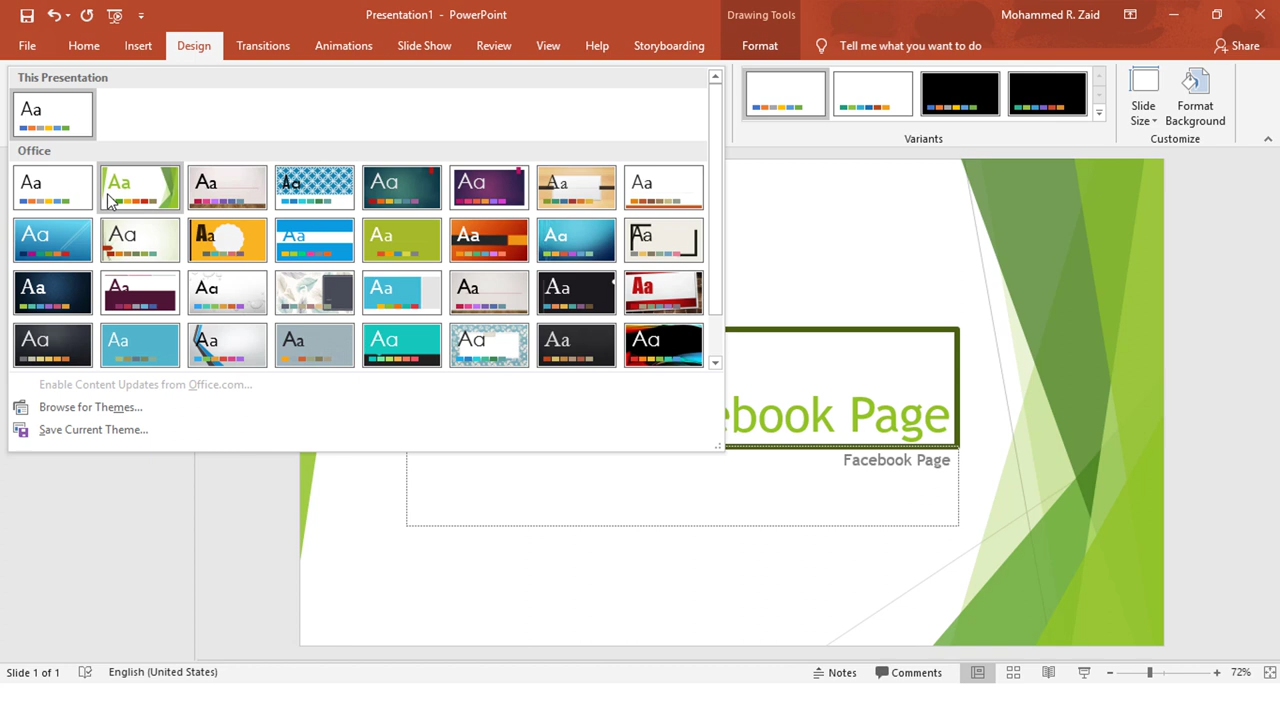 Presentation1 - PowerPoint
Drawing Tools
Mohammed R. Zaid
File
Home
Insert
Design
Transitions
Animations
Slide Show
Review
View
Help
Storyboarding
Format
Tell me what you want to do
Share
This Presentation
Aa
Office
Aa Aa Aa Aa Aa Aa Aa Aa
Aa Aa Aa Aa Aa Aa Aa Aa
Aa Aa Aa Aa Aa Aa Aa
Aa Aa Aa Aa Aa Aa Aa Aa
Enable Content Updates from Office.com...
Browse for Themes...
Save Current Theme...
Variants
Slide
Size
Format
Background
Customize
ebook Page
Facebook Page
Slide 1 of 1
English (United States)
Notes
Comments
72%